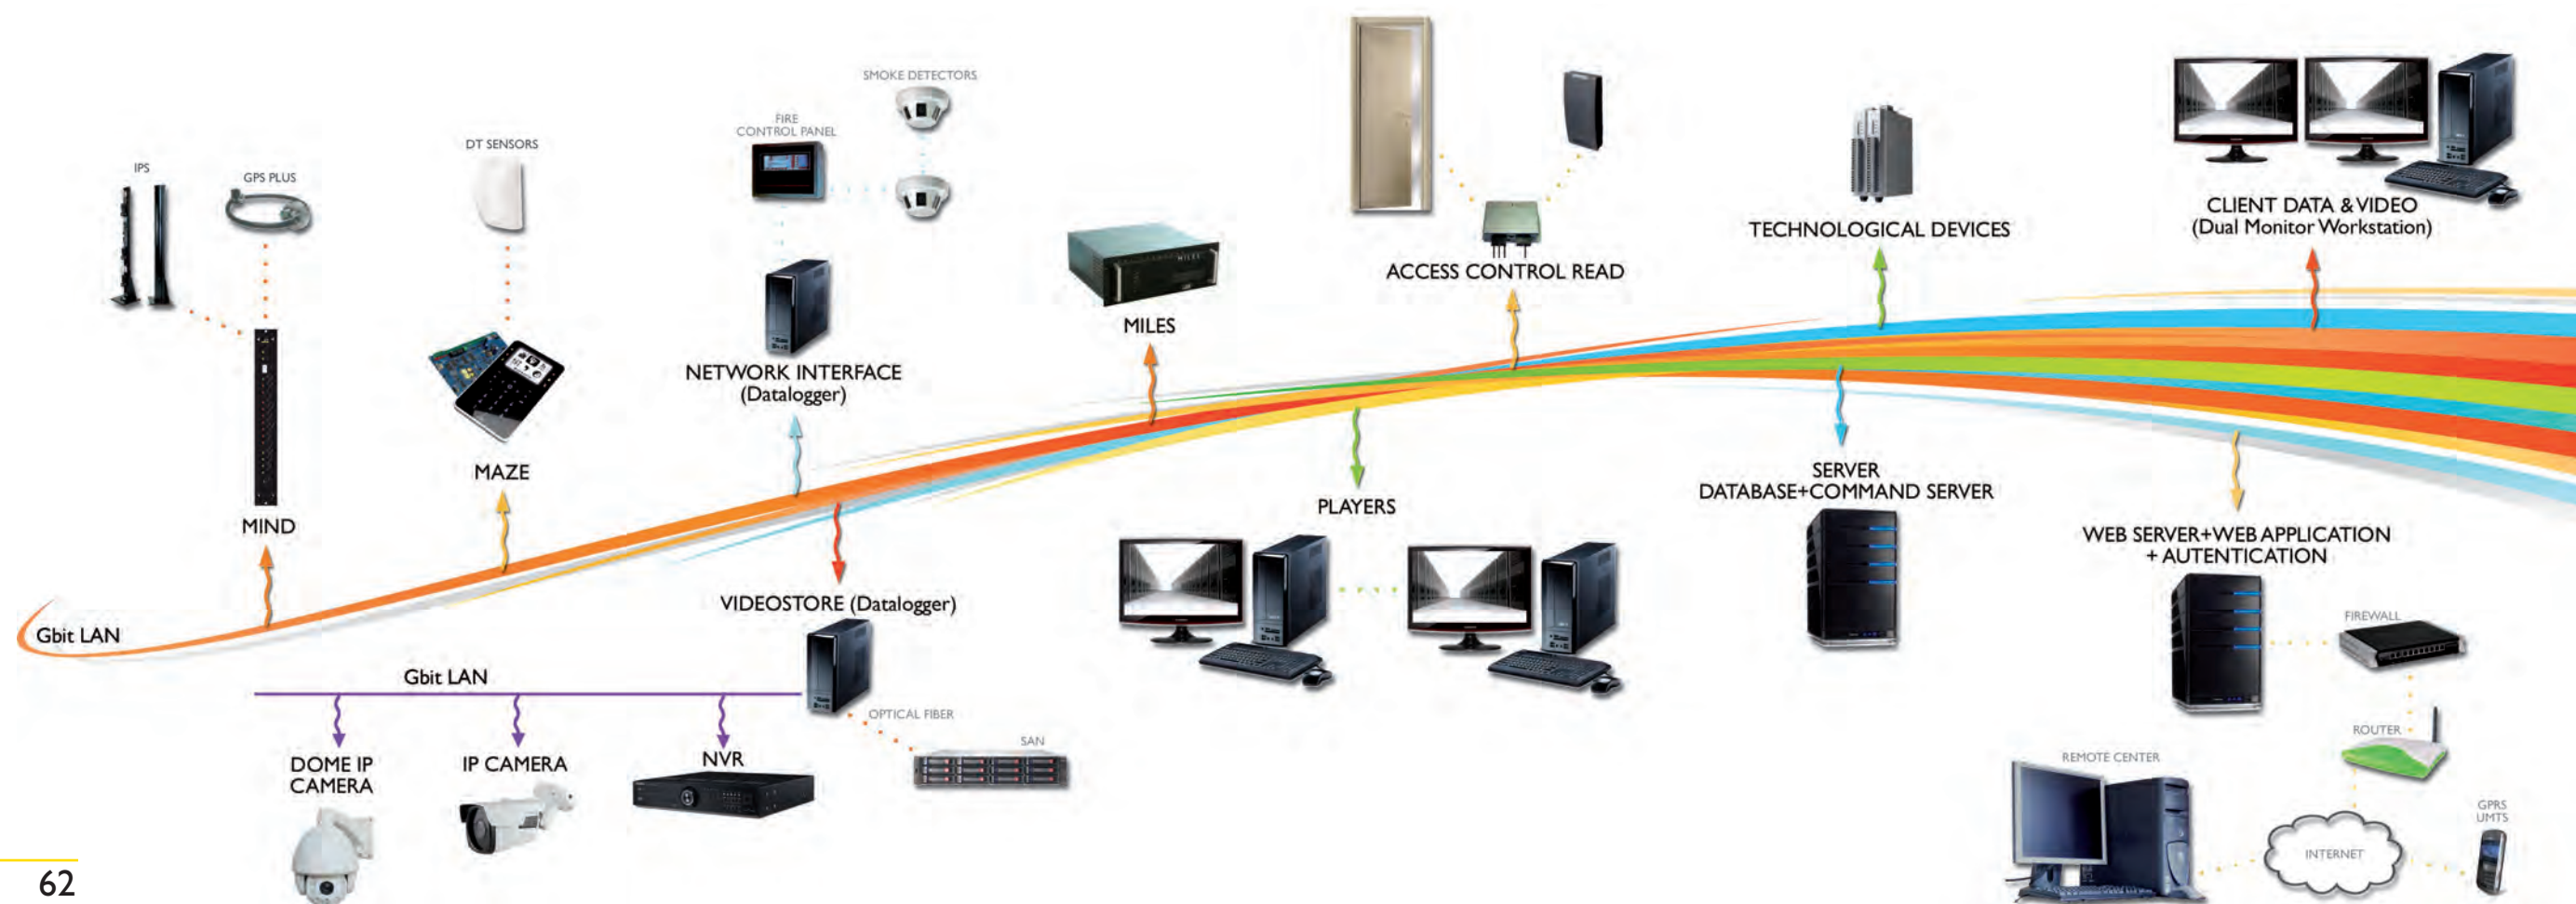 SMOKE DETECTORS
FIRE
CONTROL PANEL
DT SENSORS
IPS
GPS PLUS
TECHNOLOGICAL DEVICES
CLIENT DATA & VIDEO
(Dual Monitor Workstation)
ACCESS CONTROL READ
MILES
MILES
NETWORK INTERFACE
(Datalogger)
MAZE
MIND
SERVER
DATABASE+COMMAND SERVER
PLAYERS
WEB SERVER+WEB APPLICATION
+ AUTENTICATION
VIDEOSTORE (Datalogger)
Gbit LAN
FIREWALL
Gbit LAN
OPTICAL FIBER
SAN
ROUTER
DOME IP
CAMERA
IP CAMERA
NVR
REMOTE CENTER
GPRS
UMTS
INTERNET
62